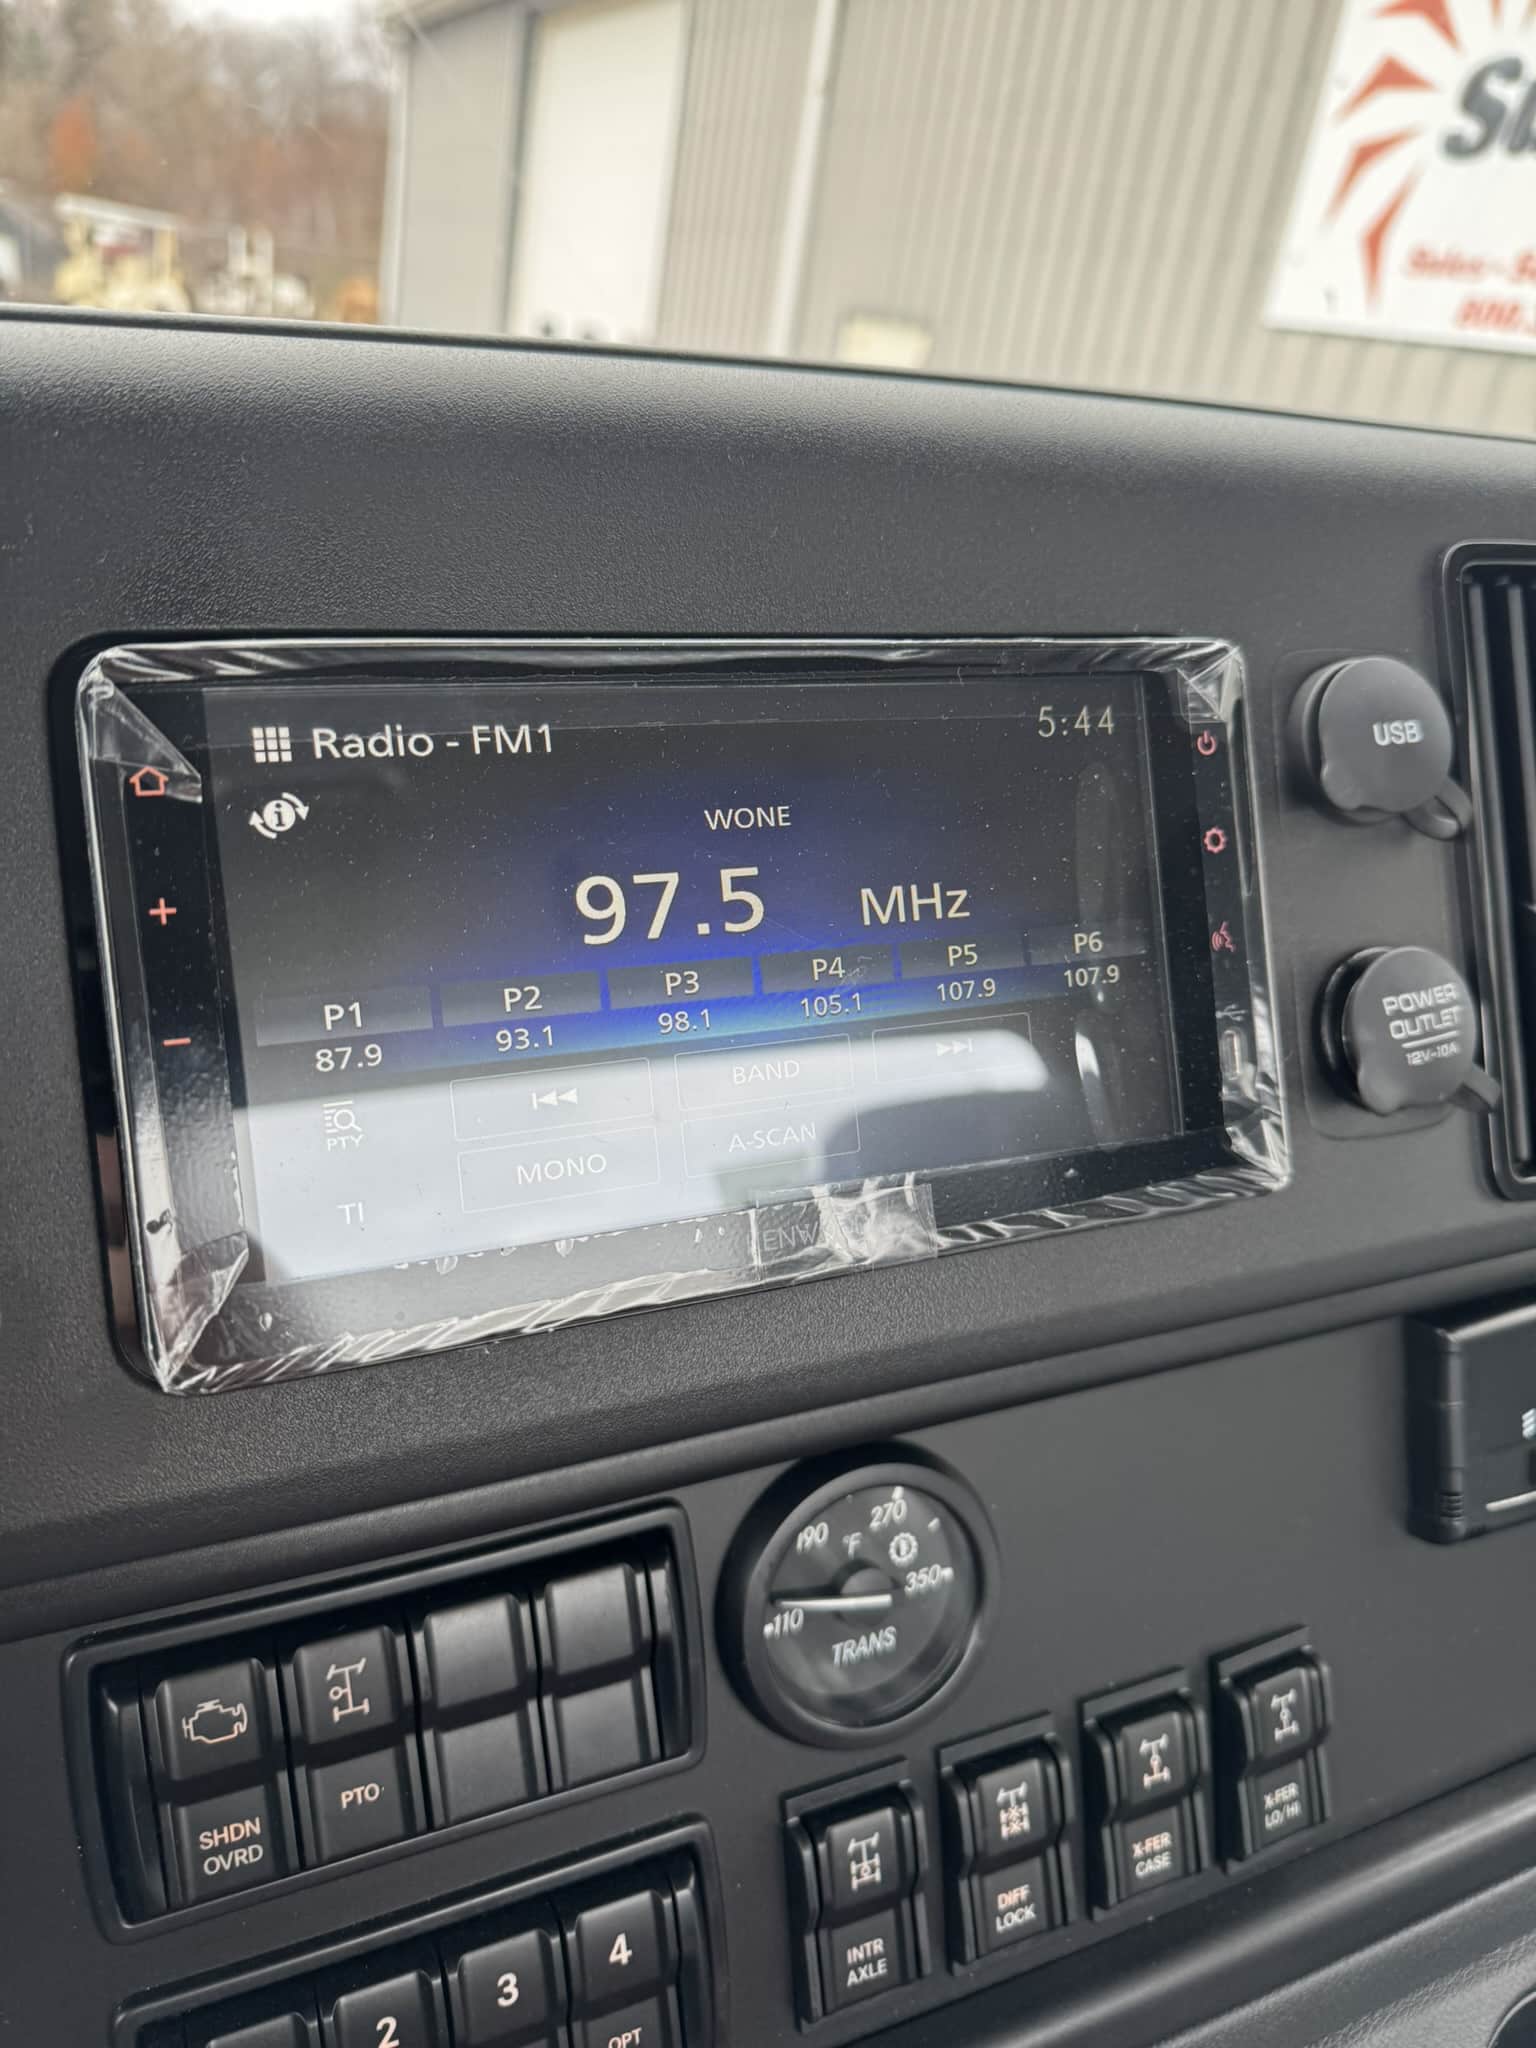 Radio - FM1
5:44
WONE
97.5 MHz
P1 P2 P3 P4 P5 P6
87.9 93.1 98.1 105.1 107.9 107.9
BAND
PTY
MONO
A-SCAN
TI
USB
POWER
OUTLET
12V-10A
110
190
270
350
°F
TRANS
SHDN
OVRD
PTO
INTR
AXLE
DIFF
LOCK
X-FER
CASE
X-FER
LO/HI
2
3
4
OPT